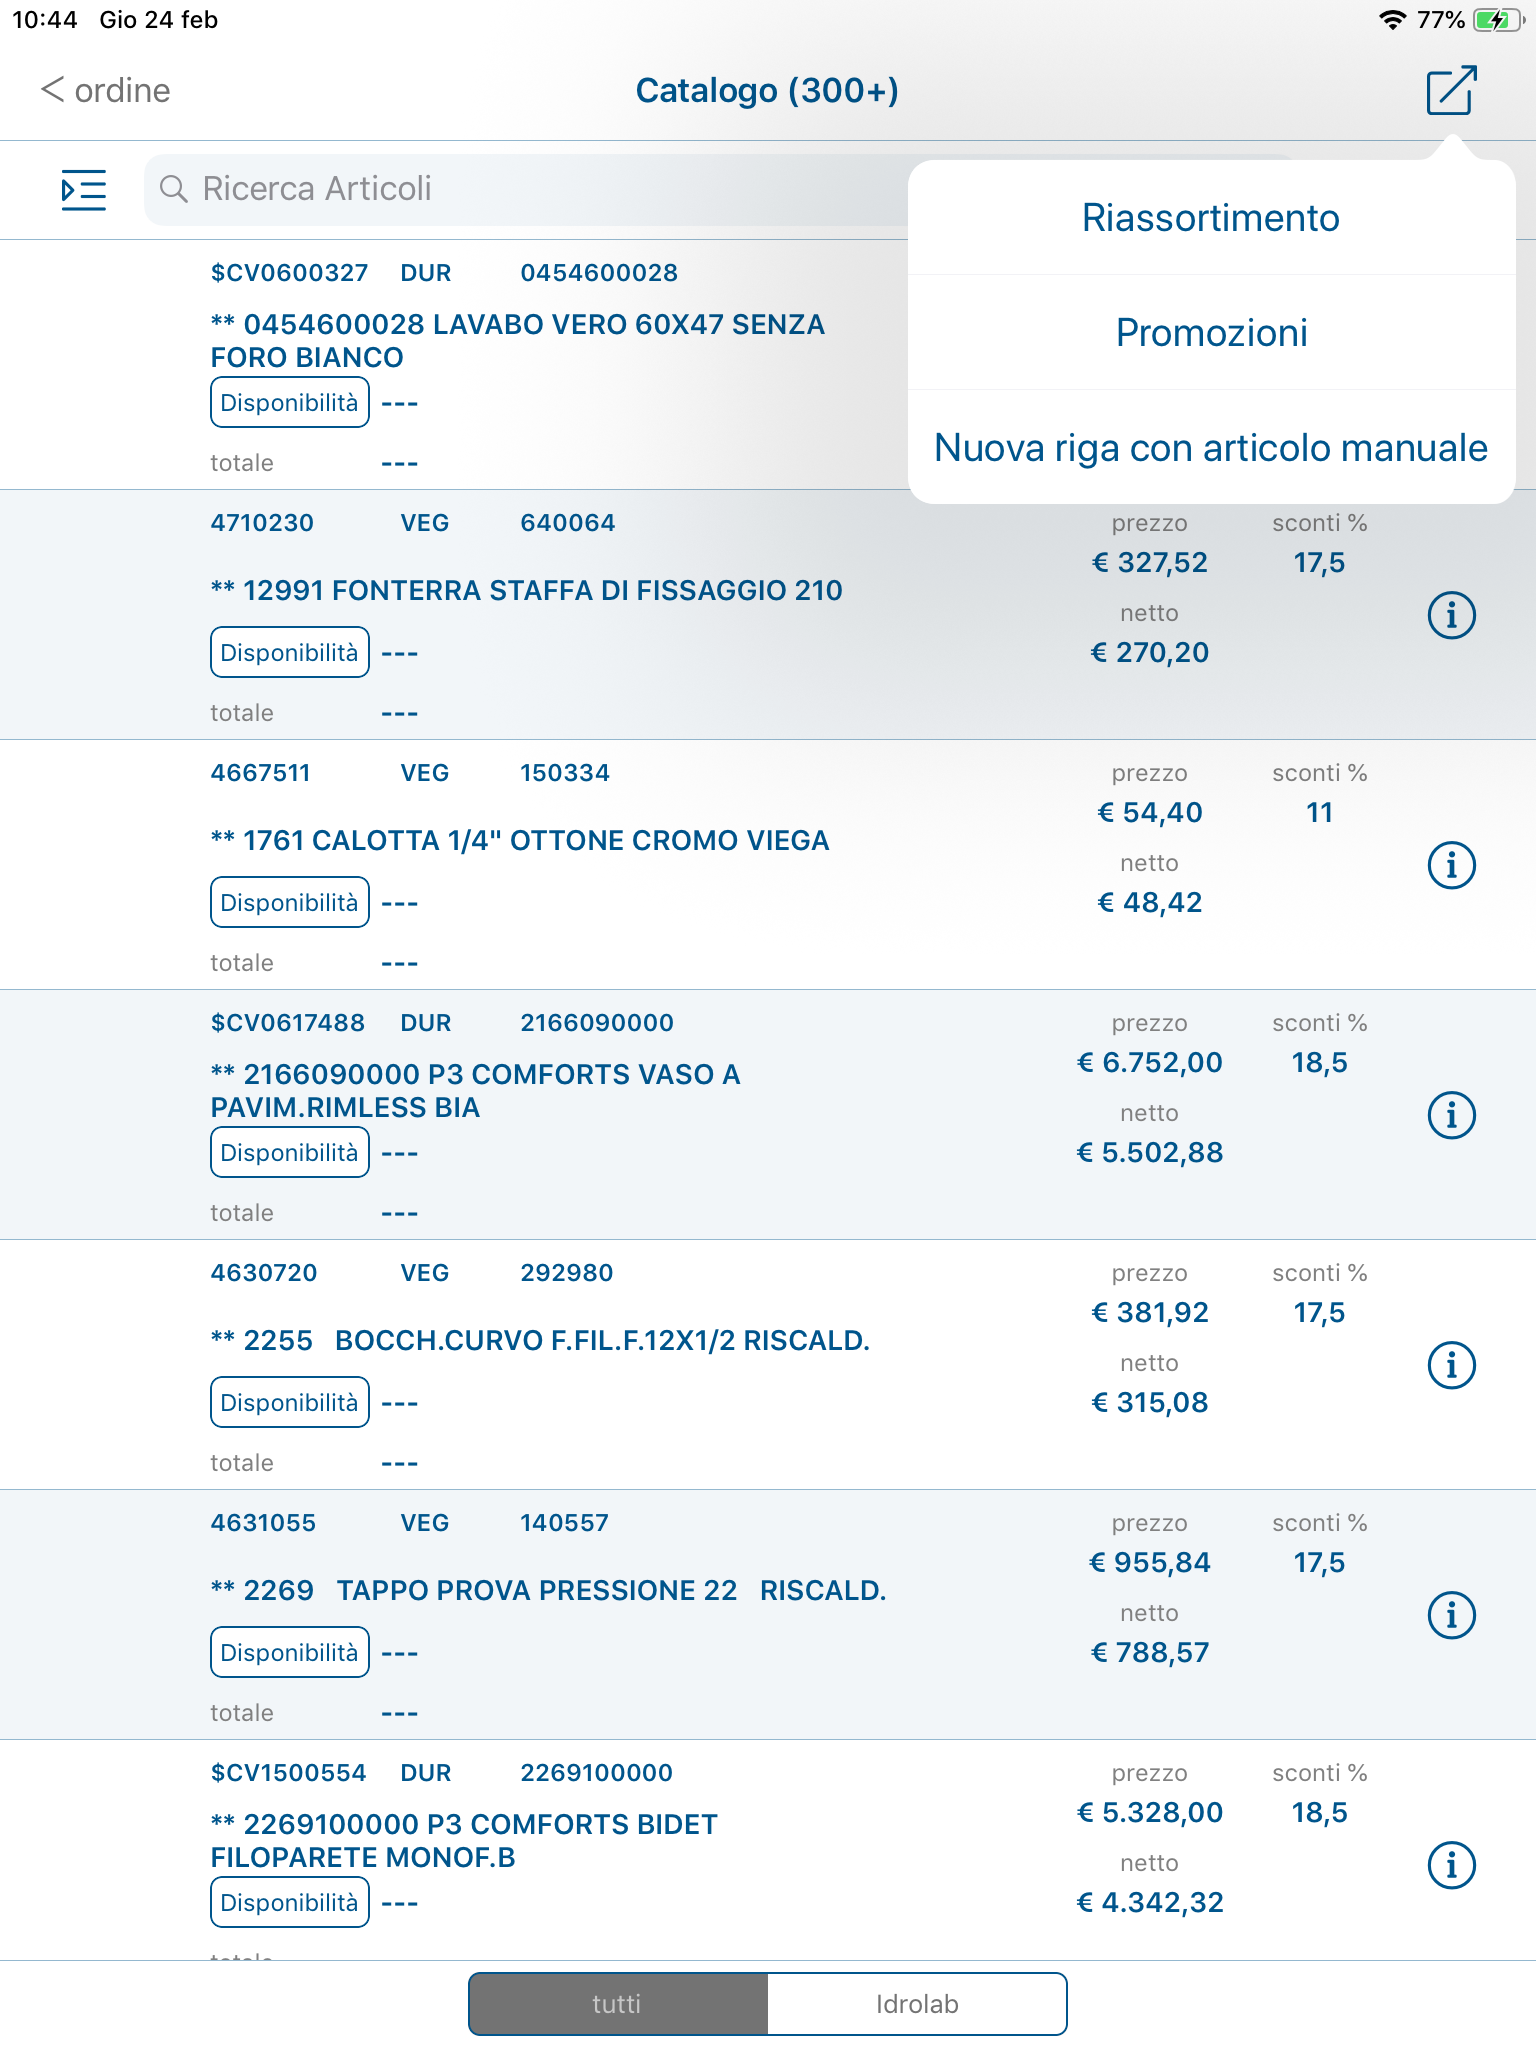 10:44 Gio 24 feb 77%
< ordine
Catalogo (300+)
Ricerca Articoli
Riassortimento
Promozioni
Nuova riga con articolo manuale
$CV0600327 DUR 0454600028
** 0454600028 LAVABO VERO 60X47 SENZA
FORO BIANCO
Disponibilità ---
totale ---
4710230 VEG 640064 prezzo sconti %
€ 327,52 17,5
** 12991 FONTERRA STAFFA DI FISSAGGIO 210
netto
Disponibilità --- € 270,20
totale ---
4667511 VEG 150334 prezzo sconti %
€ 54,40 11
** 1761 CALOTTA 1/4" OTTONE CROMO VIEGA
netto
Disponibilità --- € 48,42
totale ---
$CV0617488 DUR 2166090000 prezzo sconti %
€ 6.752,00 18,5
** 2166090000 P3 COMFORTS VASO A
PAVIM.RIMLESS BIA
netto
Disponibilità --- € 5.502,88
totale ---
4630720 VEG 292980 prezzo sconti %
€ 381,92 17,5
** 2255 BOCCH.CURVO F.FIL.F.12X1/2 RISCALD.
netto
Disponibilità --- € 315,08
totale ---
4631055 VEG 140557 prezzo sconti %
€ 955,84 17,5
** 2269 TAPPO PROVA PRESSIONE 22 RISCALD.
netto
Disponibilità --- € 788,57
totale ---
$CV1500554 DUR 2269100000 prezzo sconti %
€ 5.328,00 18,5
** 2269100000 P3 COMFORTS BIDET
FILOPARETE MONOF.B
netto
Disponibilità --- € 4.342,32
tutti Idrolab